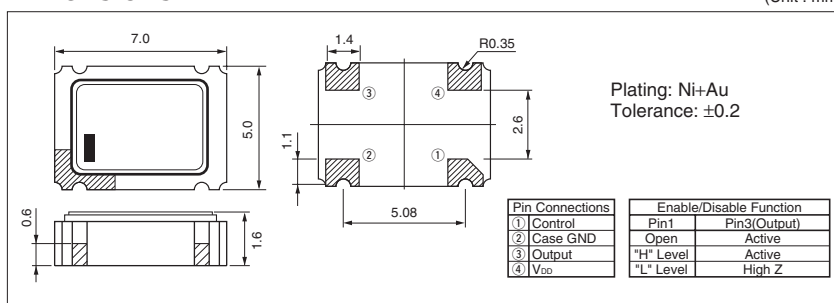 (Unit : mm
7.0
5.0
0.6
1.6
1.4
R0.35
③
④
②
①
1.1
2.6
5.08
Plating: Ni+Au
Tolerance: ±0.2
Pin Connections
① Control
② Case GND
③ Output
④ VDD
Enable/Disable Function
Pin1 Pin3(Output)
Open Active
"H" Level Active
"L" Level High Z